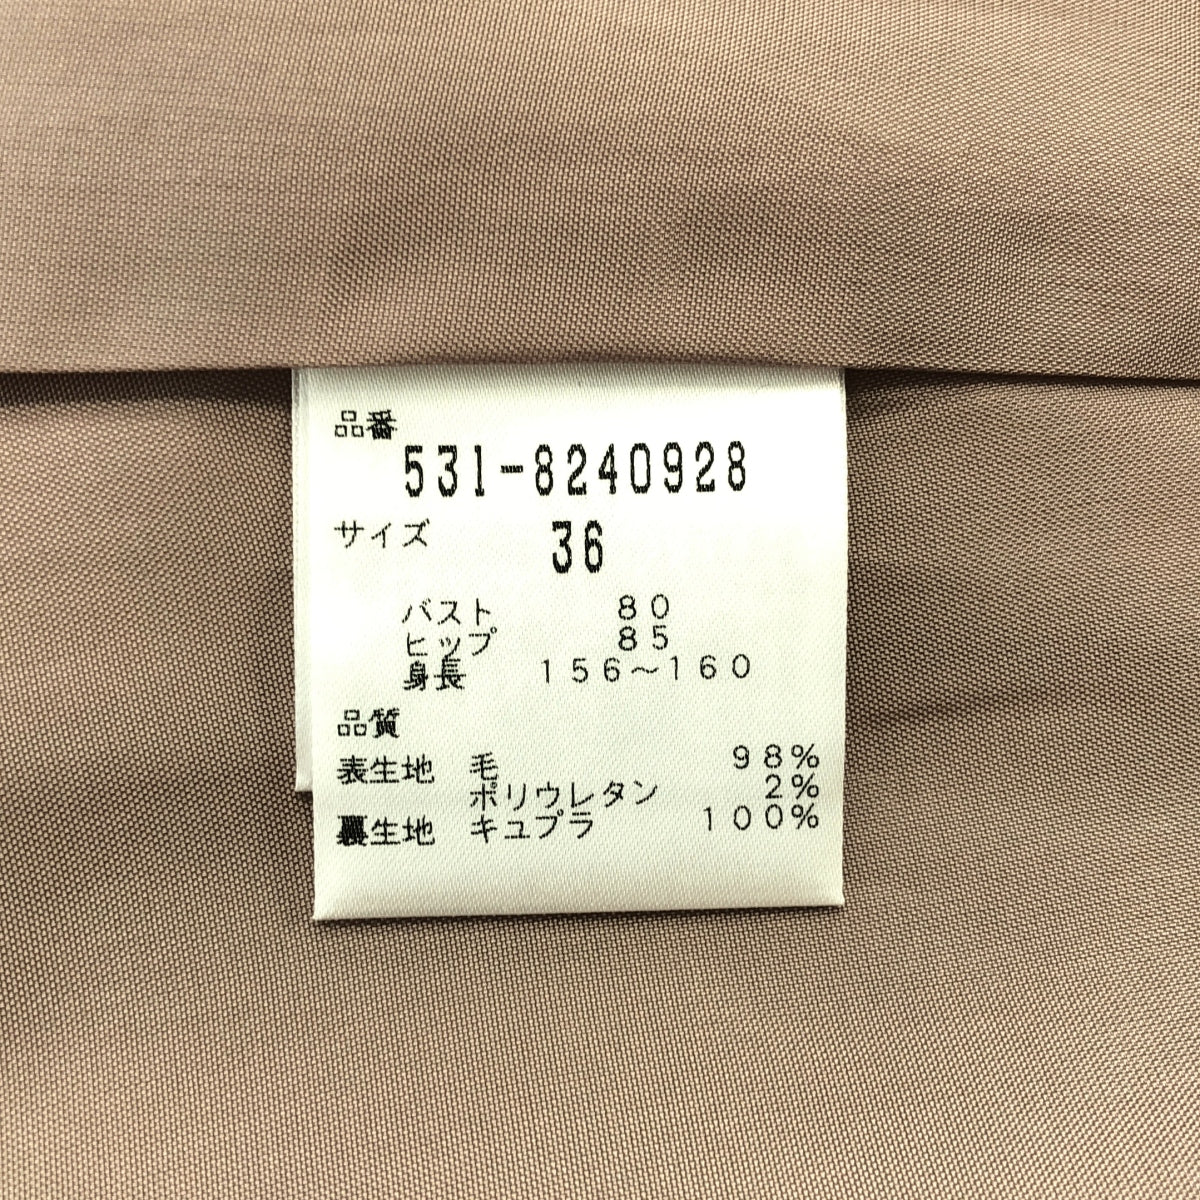 品番
531-8240928
サイズ 36
バスト 80
ヒップ 85
身長 156～160
品質
表生地 毛 98%
ポリウレタン 2%
裏生地 キュプラ 100%